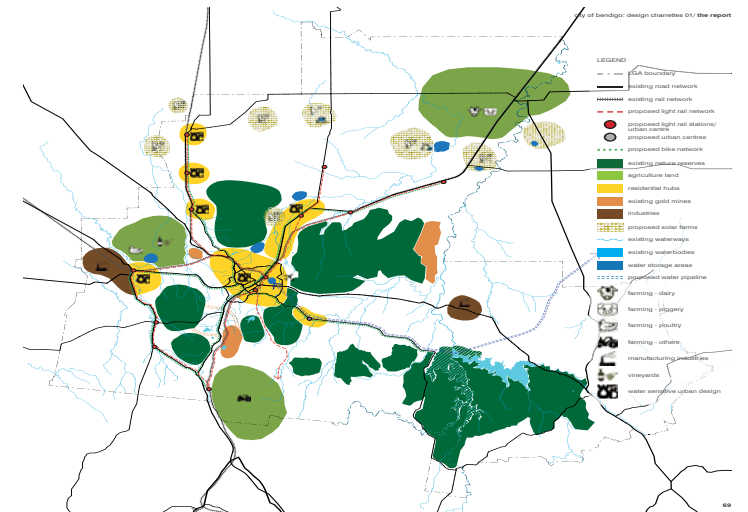 city of bendigo: design charrettes 01/ the report
LEGEND
LGA boundary
existing road network
existing rail network
proposed light rail network
proposed light rail stations/
urban centre
proposed urban centres
proposed bike network
existing nature reserves
agriculture land
residential hubs
existing gold mines
industries
proposed solar farms
existing waterways
existing waterbodies
water storage areas
proposed water pipeline
farming - dairy
farming - piggery
farming - poultry
farming - others
manufacturing industries
vineyards
water sensitive urban design
69